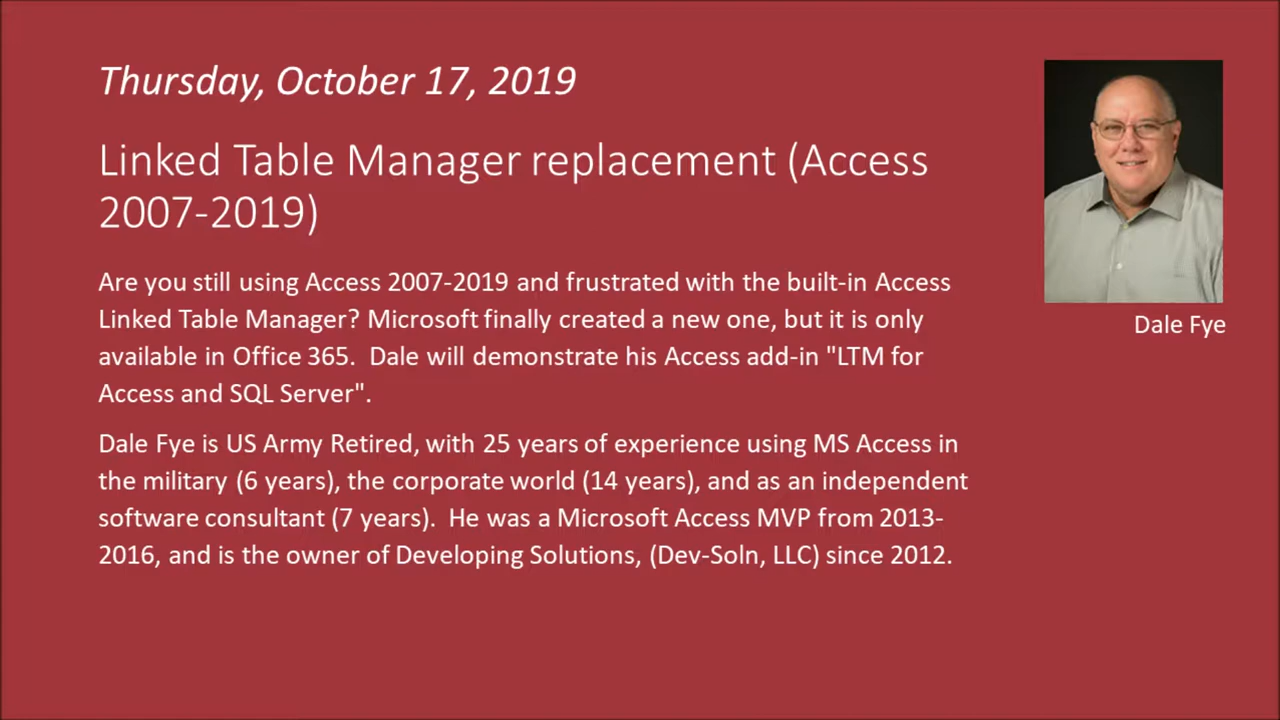 Thursday, October 17, 2019
Linked Table Manager replacement (Access
2007-2019)
Are you still using Access 2007-2019 and frustrated with the built-in Access
Linked Table Manager? Microsoft finally created a new one, but it is only
available in Office 365.  Dale will demonstrate his Access add-in "LTM for
Access and SQL Server".
Dale Fye is US Army Retired, with 25 years of experience using MS Access in
the military (6 years), the corporate world (14 years), and as an independent
software consultant (7 years).  He was a Microsoft Access MVP from 2013-
2016, and is the owner of Developing Solutions, (Dev-Soln, LLC) since 2012.
Dale Fye